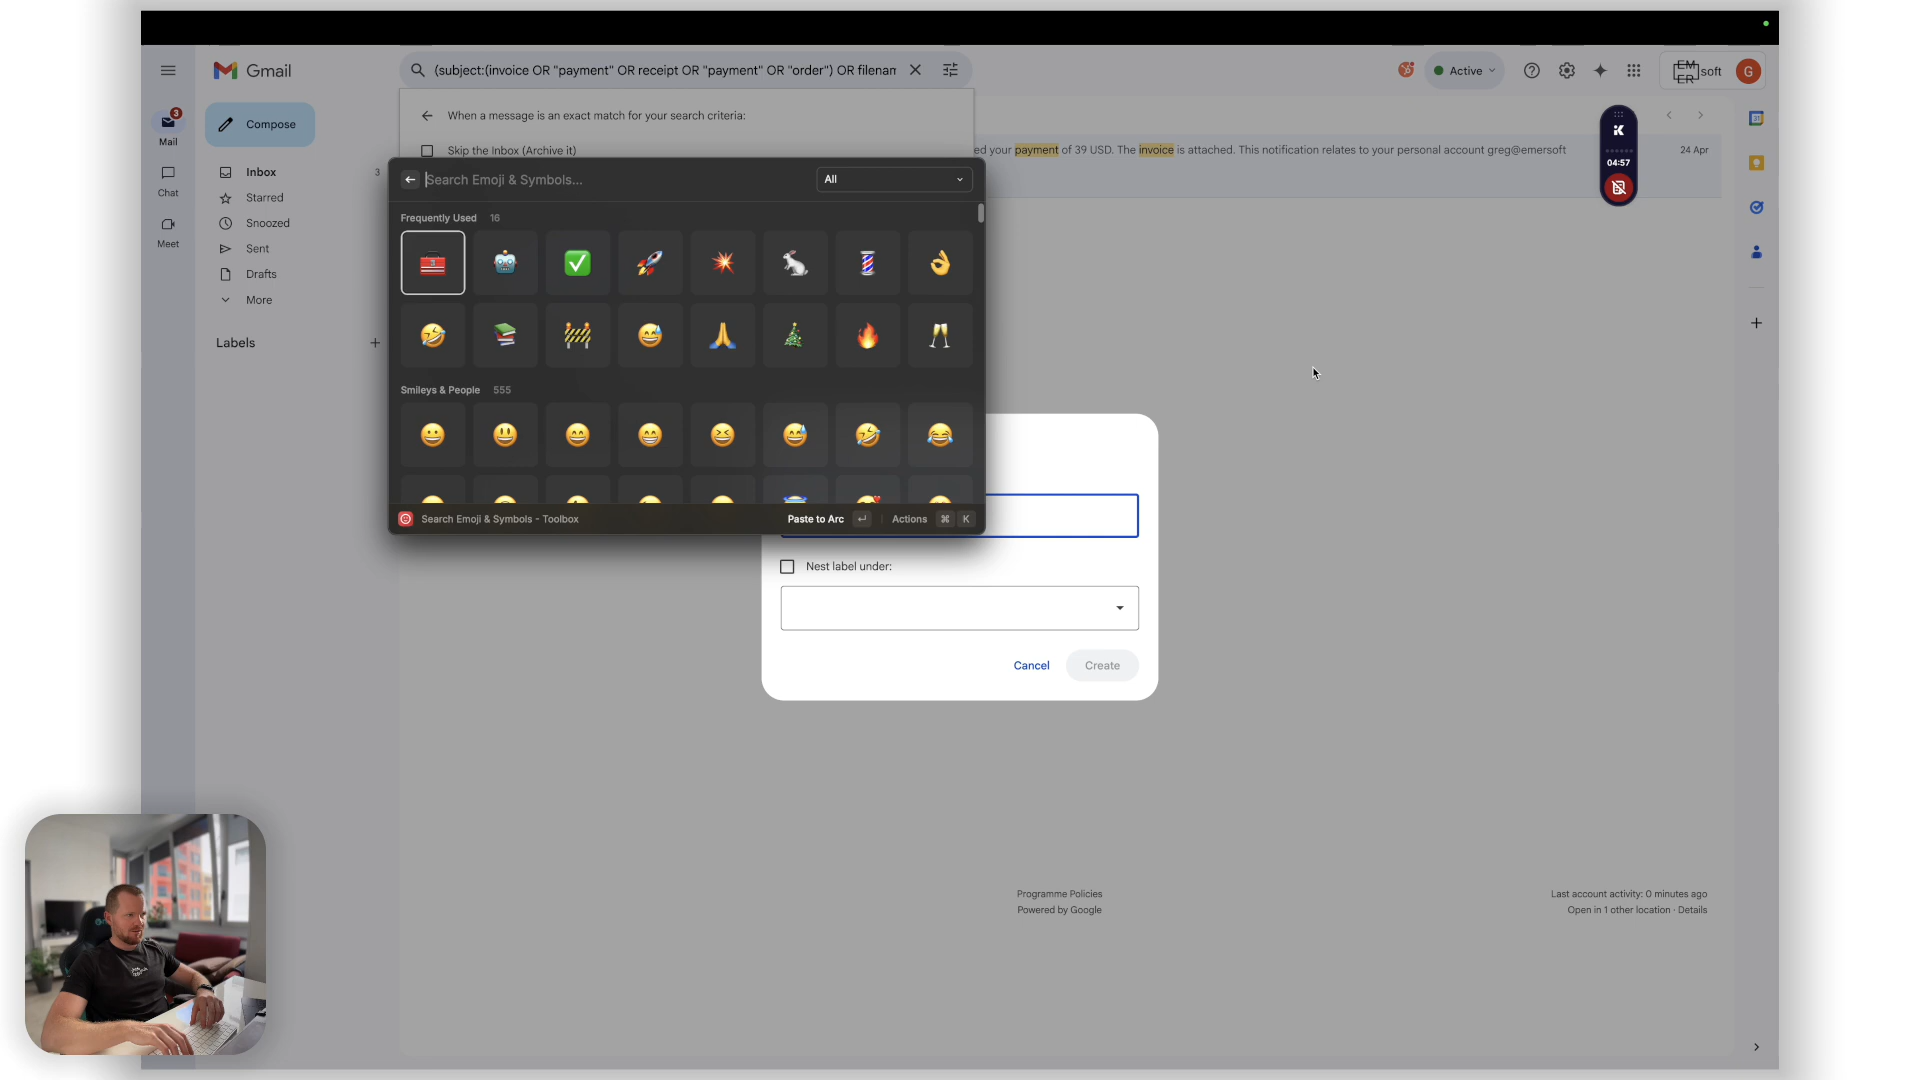 Gmail
(subject:(invoice OR "payment" OR receipt OR "payment" OR "order") OR filenam
Active
EM
ER
soft
G
3
Mail
Chat
Meet
Compose
Inbox 3
Starred
Snoozed
Sent
Drafts
More
Labels
When a message is an exact match for your search criteria:
Skip the Inbox (Archive it)
ed your payment of 39 USD. The invoice is attached. This notification relates to your personal account greg@emersoft
24 Apr
04:57
Search Emoji & Symbols...
All
Frequently Used 16
Smileys & People 555
Search Emoji & Symbols - Toolbox
Paste to Arc
Actions ⌘ K
Nest label under:
Cancel
Create
Programme Policies
Powered by Google
Last account activity: 0 minutes ago
Open in 1 other location · Details